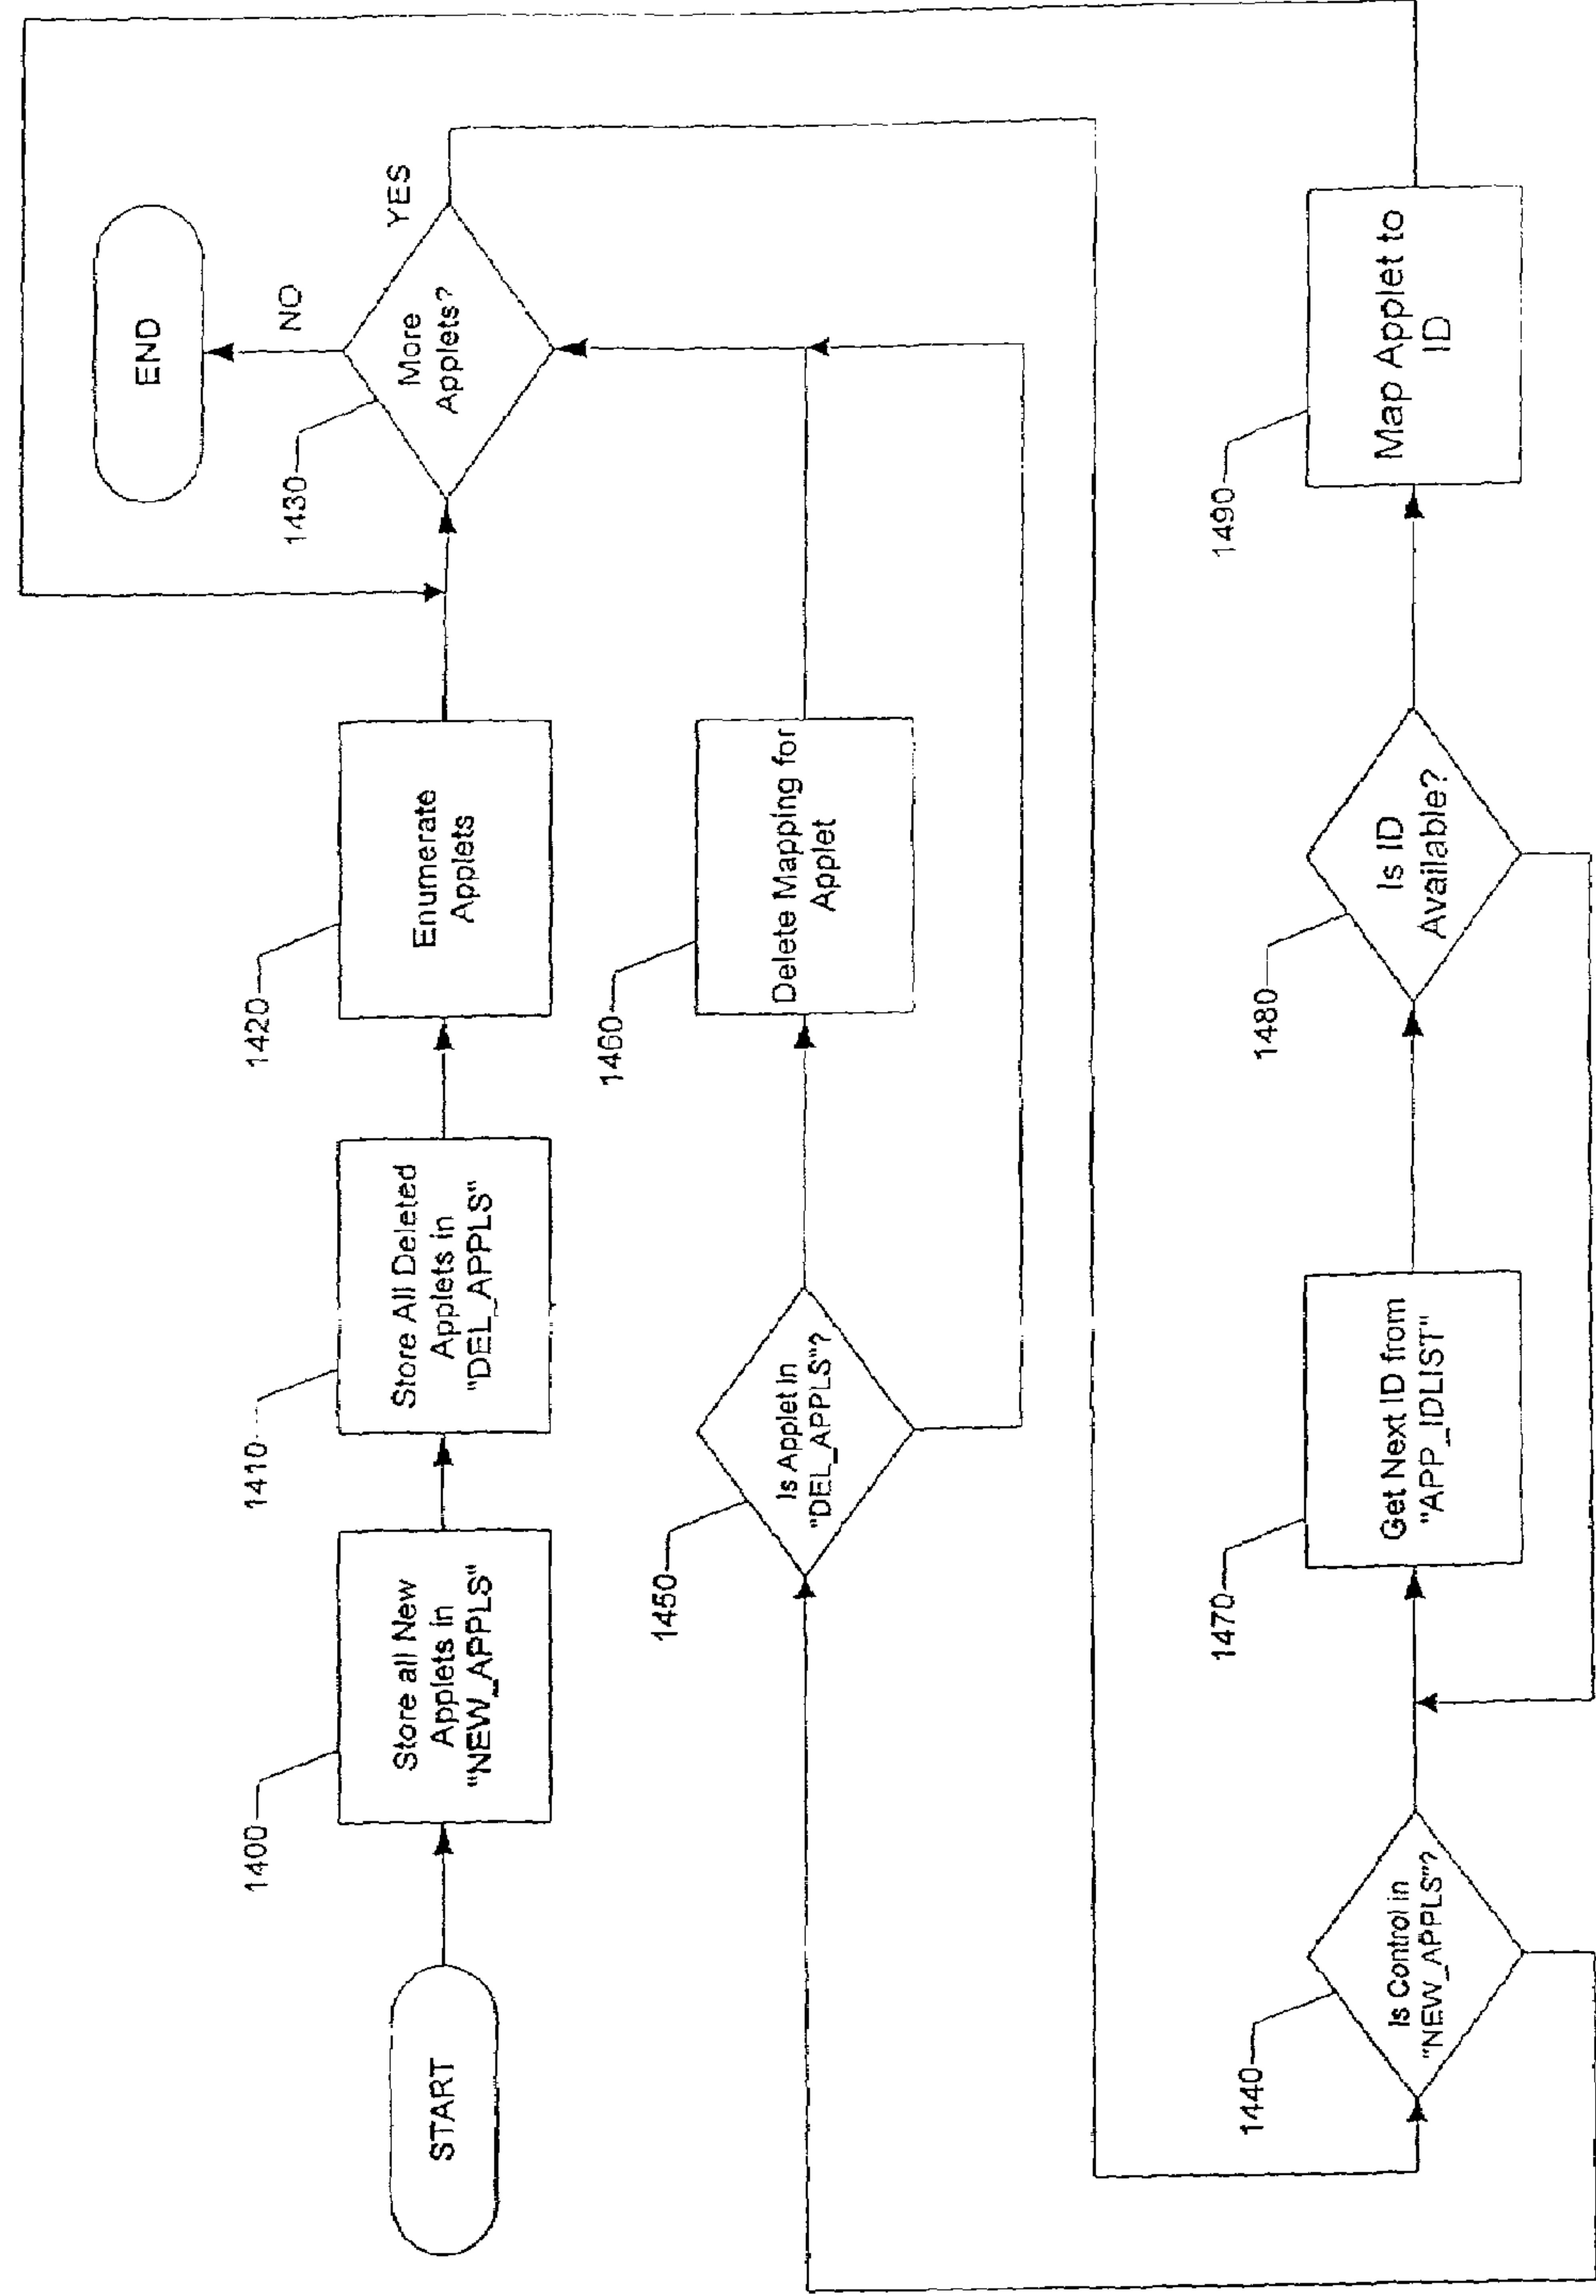 START
1400
Store all New
Applets in
"NEW_APPLS"
1410
Store All Deleted
Applets in
"DEL_APPLS"
1420
Enumerate
Applets
1430
More
Applets?
NO
YES
END
1450
Is Applet In
"DEL_APPLS"?
1460
Delete Mapping for
Applet
1440
Is Control in
"NEW_APPLS"?
1470
Get Next ID from
"APP_IDLIST"
1480
Is ID
Available?
1490
Map Applet to
ID